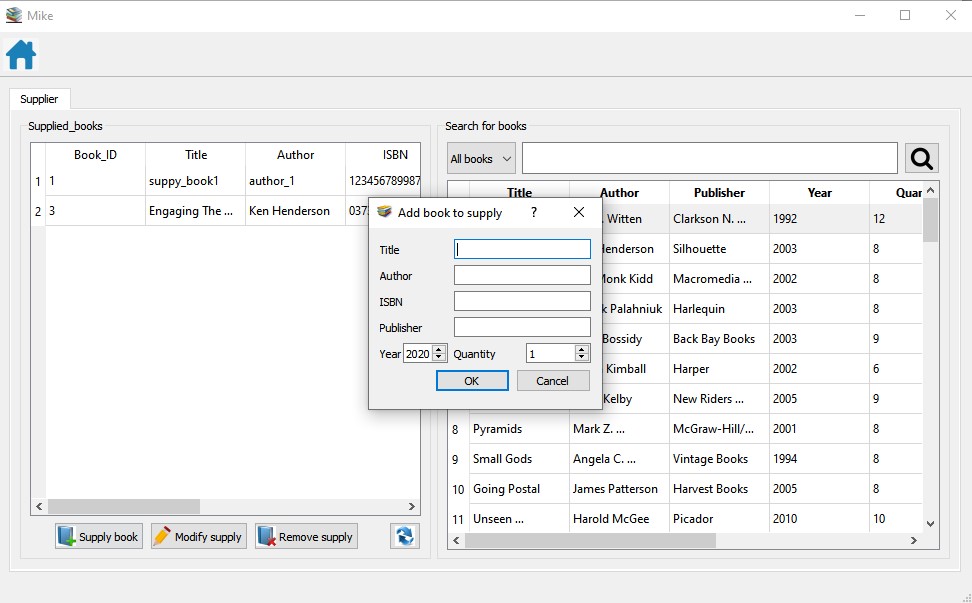 Mike
Supplier
Supplied_books
Book_ID Title Author ISBN
1 1 suppy_book1 author_1 123456789987
2 3 Engaging The ... Ken Henderson 037
Search for books
All books
Title Author Publisher Year Quar
. Witten Clarkson N. ... 1992 12
Henderson Silhouette 2003 8
Monk Kidd Macromedia ... 2002 8
k Palahniuk Harlequin 2003 8
Bossidy Back Bay Books 2003 9
Kimball Harper 2002 6
Kelby New Riders ... 2005 9
8 Pyramids Mark Z. ... McGraw-Hill/... 2001 8
9 Small Gods Angela C. ... Vintage Books 1994 8
10 Going Postal James Patterson Harvest Books 2005 8
11 Unseen ... Harold McGee Picador 2010 10
Add book to supply ?
Title
Author
ISBN
Publisher
Year 2020 Quantity 1
OK Cancel
Supply book Modify supply Remove supply